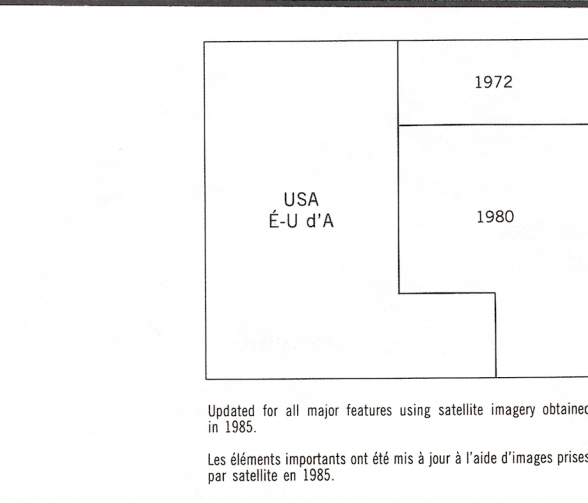 1972
USA
É-U d'A
1980
Updated for all major features using satellite imagery obtained
in 1985.
Les éléments importants ont été mis à jour à l'aide d'images prises
par satellite en 1985.